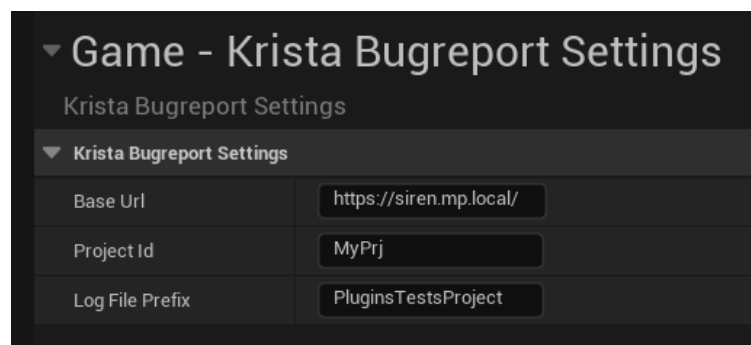 Game - Krista Bugreport Settings
Krista Bugreport Settings
Krista Bugreport Settings
Base Url https://siren.mp.local/
Project Id MyPrj
Log File Prefix PluginsTestsProject